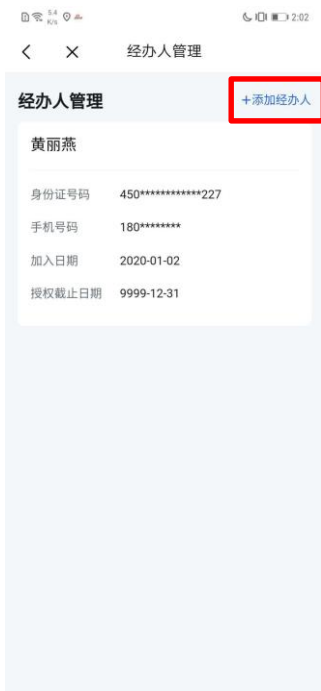 5.4
K/s
2:02
经办人管理
经办人管理
+添加经办人
黄丽燕
身份证号码 450************227
手机号码 180********
加入日期 2020-01-02
授权截止日期 9999-12-31